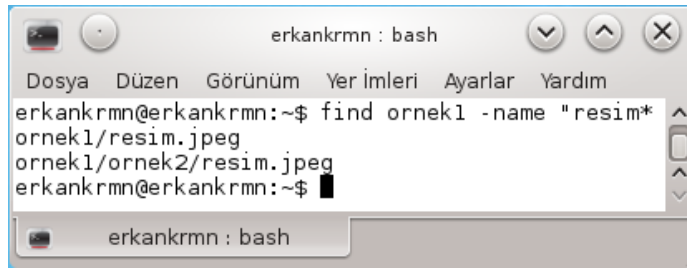 erkankrmn : bash
Dosya Düzen Görünüm Yer İmleri Ayarlar Yardım
erkankrmn@erkankrmn:~$ find ornek1 -name "resim*
ornek1/resim.jpeg
ornek1/ornek2/resim.jpeg
erkankrmn@erkankrmn:~$
erkankrmn : bash